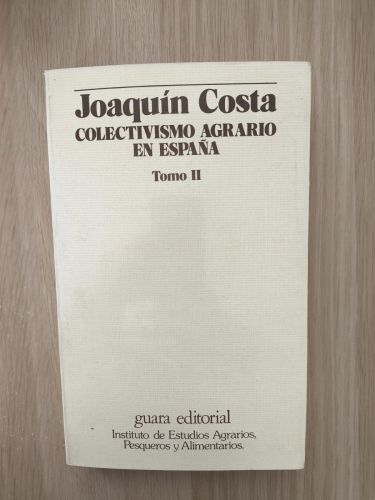 Joaquín Costa
COLECTIVISMO AGRARIO
EN ESPAÑA
Tomo II
guara editorial
Instituto de Estudios Agrarios,
Pesqueros y Alimentarios.